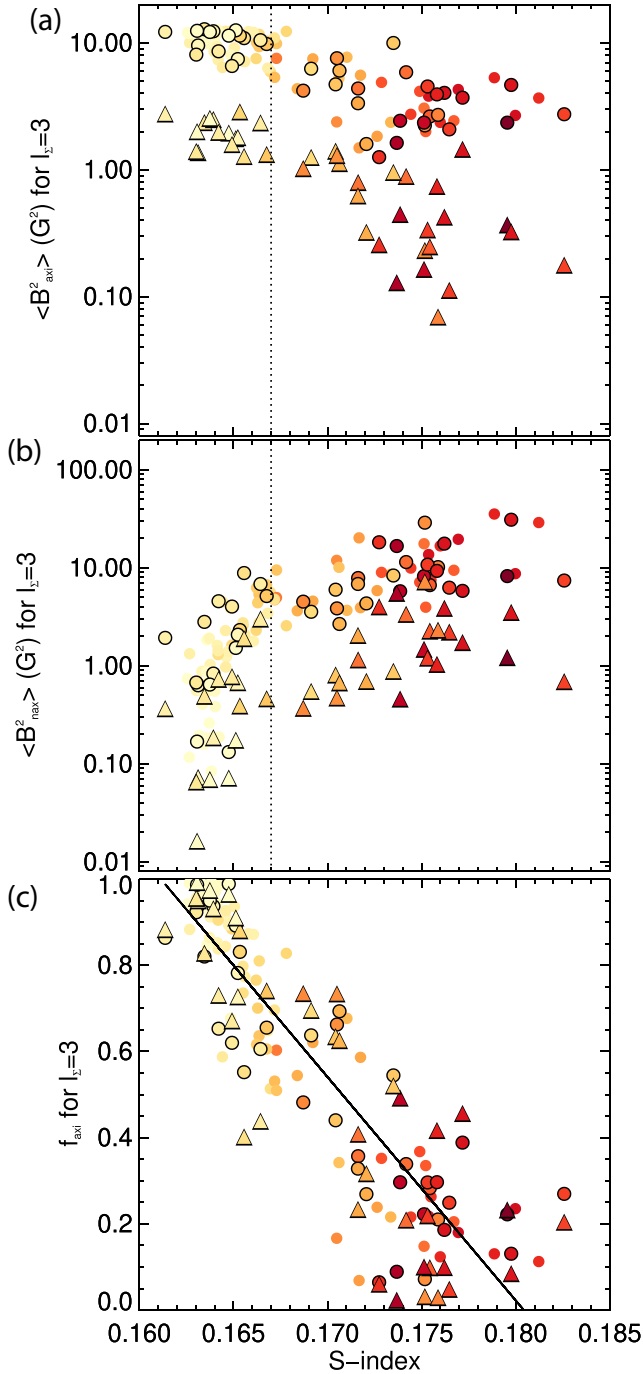 (a)
10.00
1.00
0.10
0.01
<B²axi> (G²) for lΣ=3
(b)
100.00
10.00
1.00
0.10
0.01
<B²nax> (G²) for lΣ=3
(c)
1.0
0.8
0.6
0.4
0.2
0.0
faxi for lΣ=3
0.160 0.165 0.170 0.175 0.180 0.185
S-index